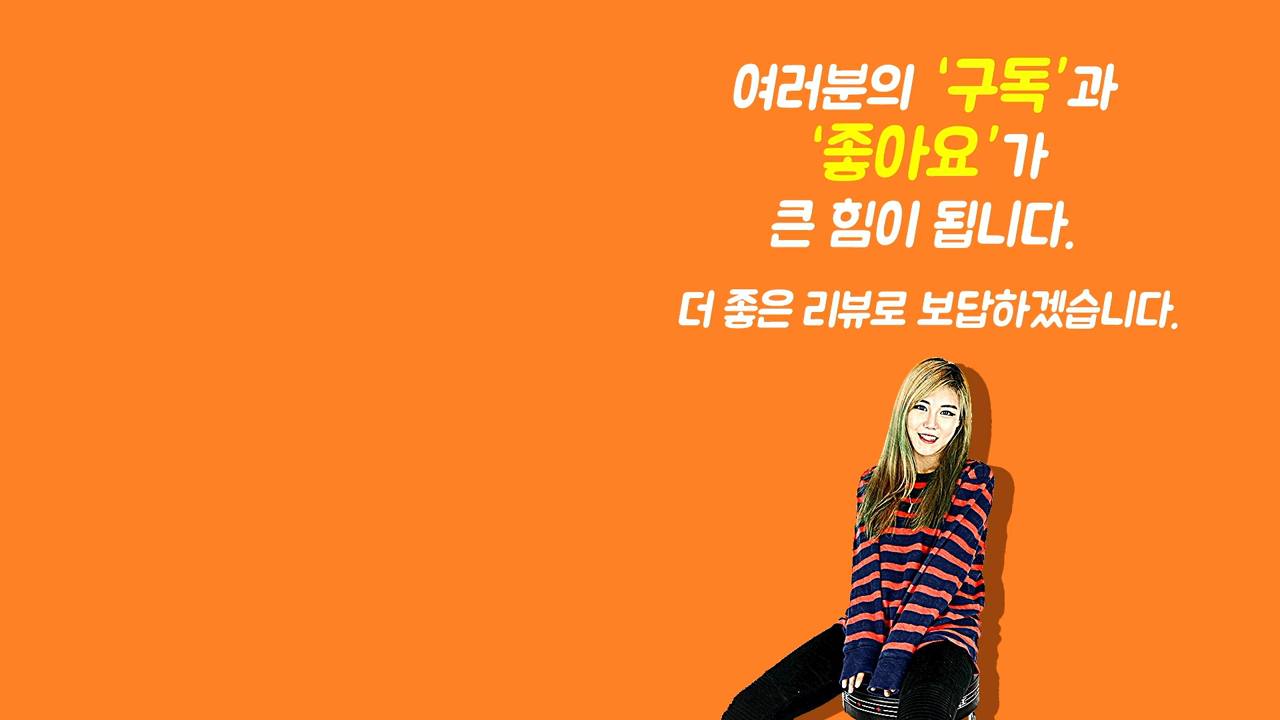 여러분의 '구독'과
'좋아요'가
큰 힘이 됩니다.
더 좋은 리뷰로 보답하겠습니다.